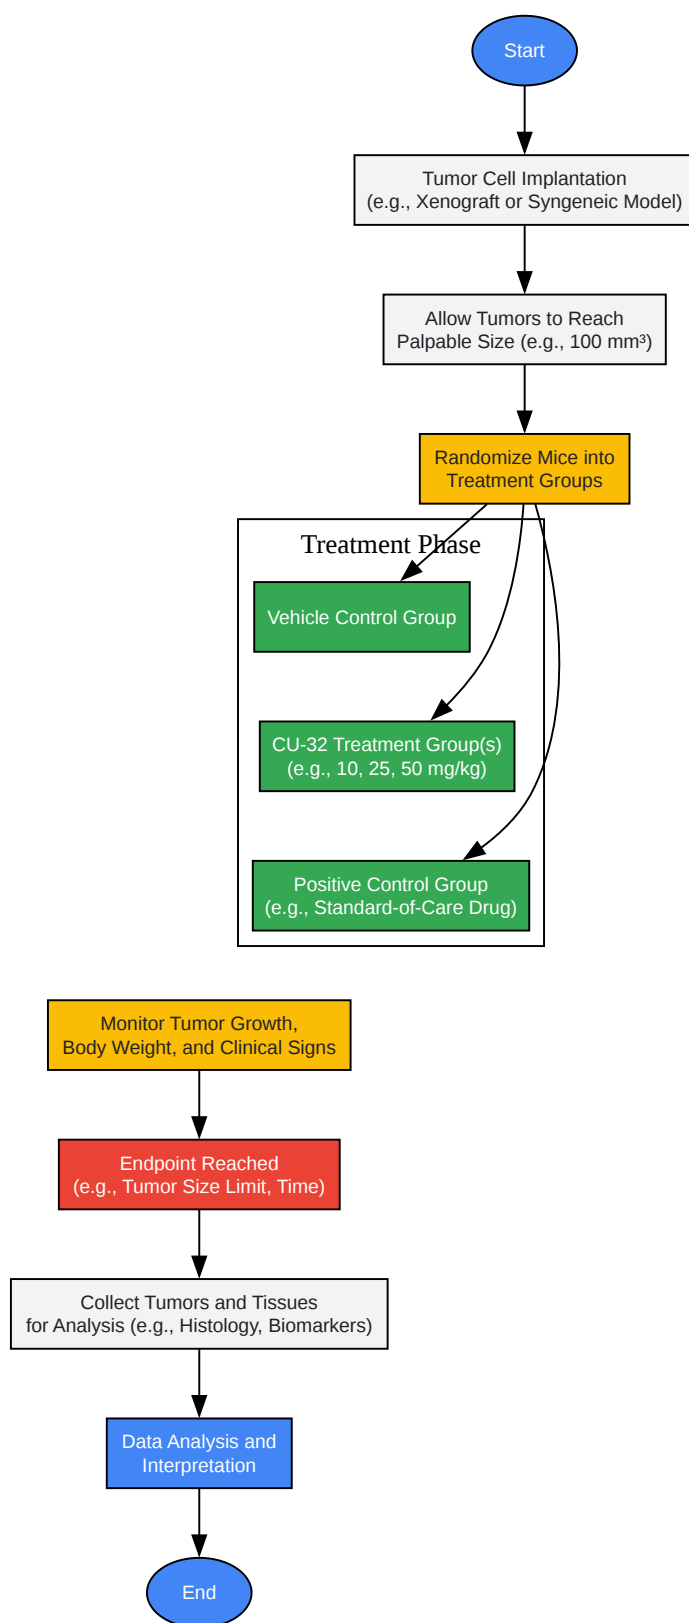 Start
Tumor Cell Implantation
(e.g., Xenograft or Syngeneic Model)
Allow Tumors to Reach
Palpable Size (e.g., 100 mm³)
Randomize Mice into
Treatment Groups
Treatment Phase
Vehicle Control Group
CU-32 Treatment Group(s)
(e.g., 10, 25, 50 mg/kg)
Positive Control Group
(e.g., Standard-of-Care Drug)
Monitor Tumor Growth,
Body Weight, and Clinical Signs
Endpoint Reached
(e.g., Tumor Size Limit, Time)
Collect Tumors and Tissues
for Analysis (e.g., Histology, Biomarkers)
Data Analysis and
Interpretation
End